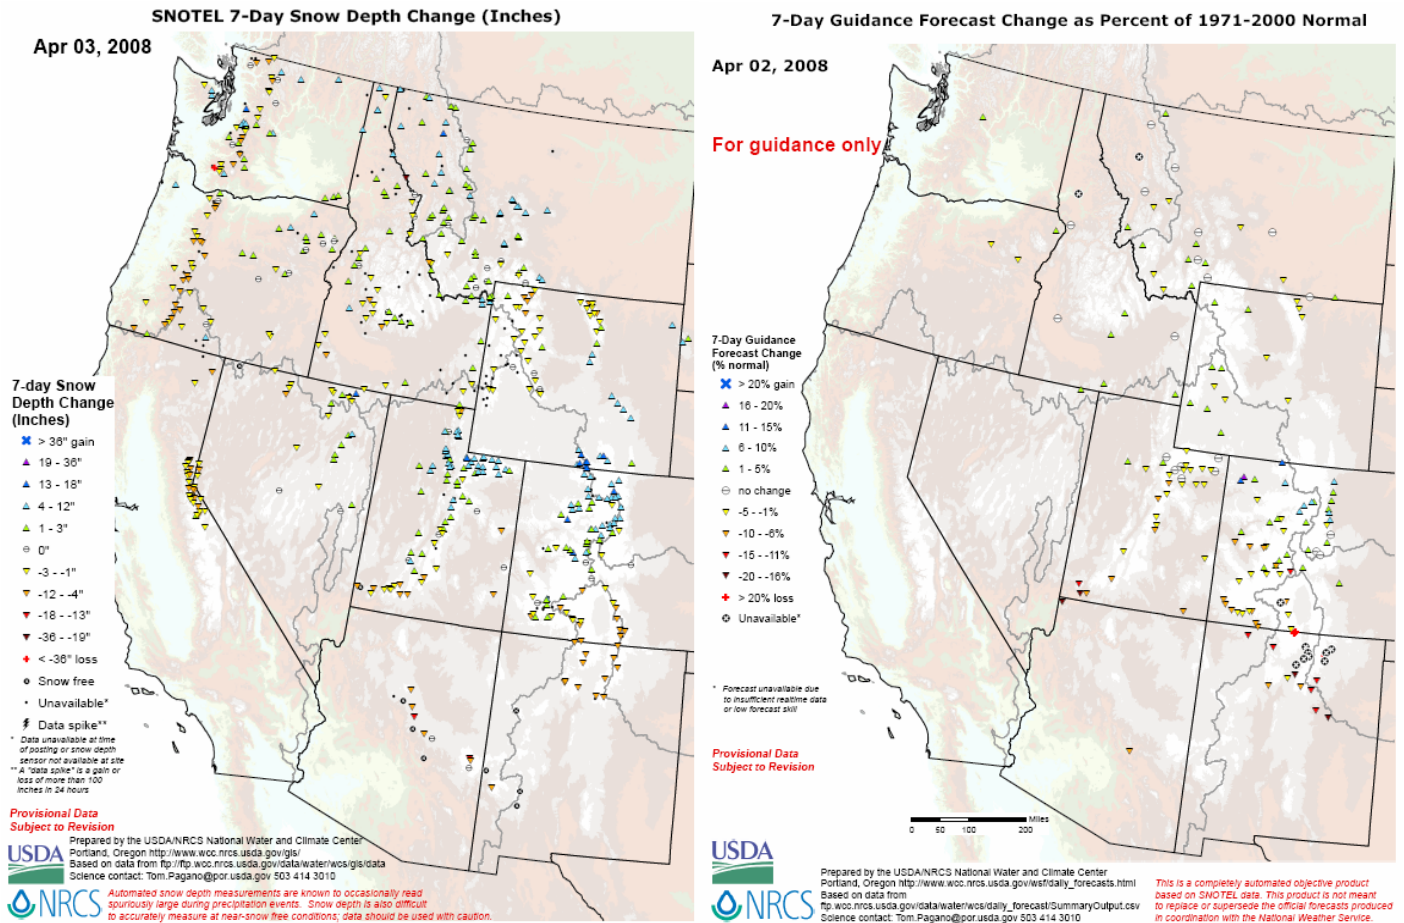 SNOTEL 7-Day Snow Depth Change (Inches)
Apr 03, 2008
7-day Snow
Depth Change
(Inches)
> 36" gain
19 - 36"
13 - 18"
4 - 12"
1 - 3"
0"
-3 - -1"
-12 - -4"
-18 - -13"
-36 - -19"
< -36" loss
Snow free
Unavailable*
Data spike**
* Data unavailable at time
of posting or snow depth
sensor not available at site
** A "data spike" is a gain or
loss of more than 100
inches in 24 hours
Provisional Data
Subject to Revision
USDA
NRCS
Prepared by the USDA/NRCS National Water and Climate Center
Portland, Oregon http://www.wcc.nrcs.usda.gov/gis/
Based on data from ftp://ftp.wcc.nrcs.usda.gov/data/water/wcs/gis/data
Science contact: Tom.Pagano@por.usda.gov 503 414 3010
Automated snow depth measurements are known to occasionally read
spuriously large during precipitation events. Snow depth is also difficult
to accurately measure at near-snow free conditions; data should be used with caution.
7-Day Guidance Forecast Change as Percent of 1971-2000 Normal
Apr 02, 2008
For guidance only
7-Day Guidance
Forecast Change
(% normal)
> 20% gain
16 - 20%
11 - 15%
6 - 10%
1 - 5%
no change
-5 - -1%
-10 - -6%
-15 - -11%
-20 - -16%
> 20% loss
Unavailable*
* Forecast unavailable due
to insufficient realtime data
or low forecast skill
Provisional Data
Subject to Revision
Miles
0 50 100 200
USDA
NRCS
Prepared by the USDA/NRCS National Water and Climate Center
Portland, Oregon http://www.wcc.nrcs.usda.gov/wsf/daily_forecasts.html
Based on data from
ftp.wcc.nrcs.usda.gov/data/water/wcs/daily_forecast/SummaryOutput.csv
Science contact: Tom.Pagano@por.usda.gov 503 414 3010
This is a completely automated objective product
based on SNOTEL data. This product is not meant
to replace or supersede the official forecasts produced
in coordination with the National Weather Service.